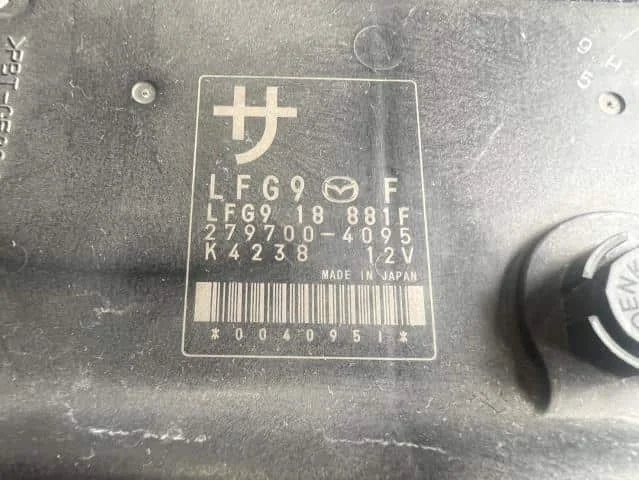 サ
LFG9 F
LFG9 18 881F
279700-4095
K4238 12V
MADE IN JAPAN
*0040951*